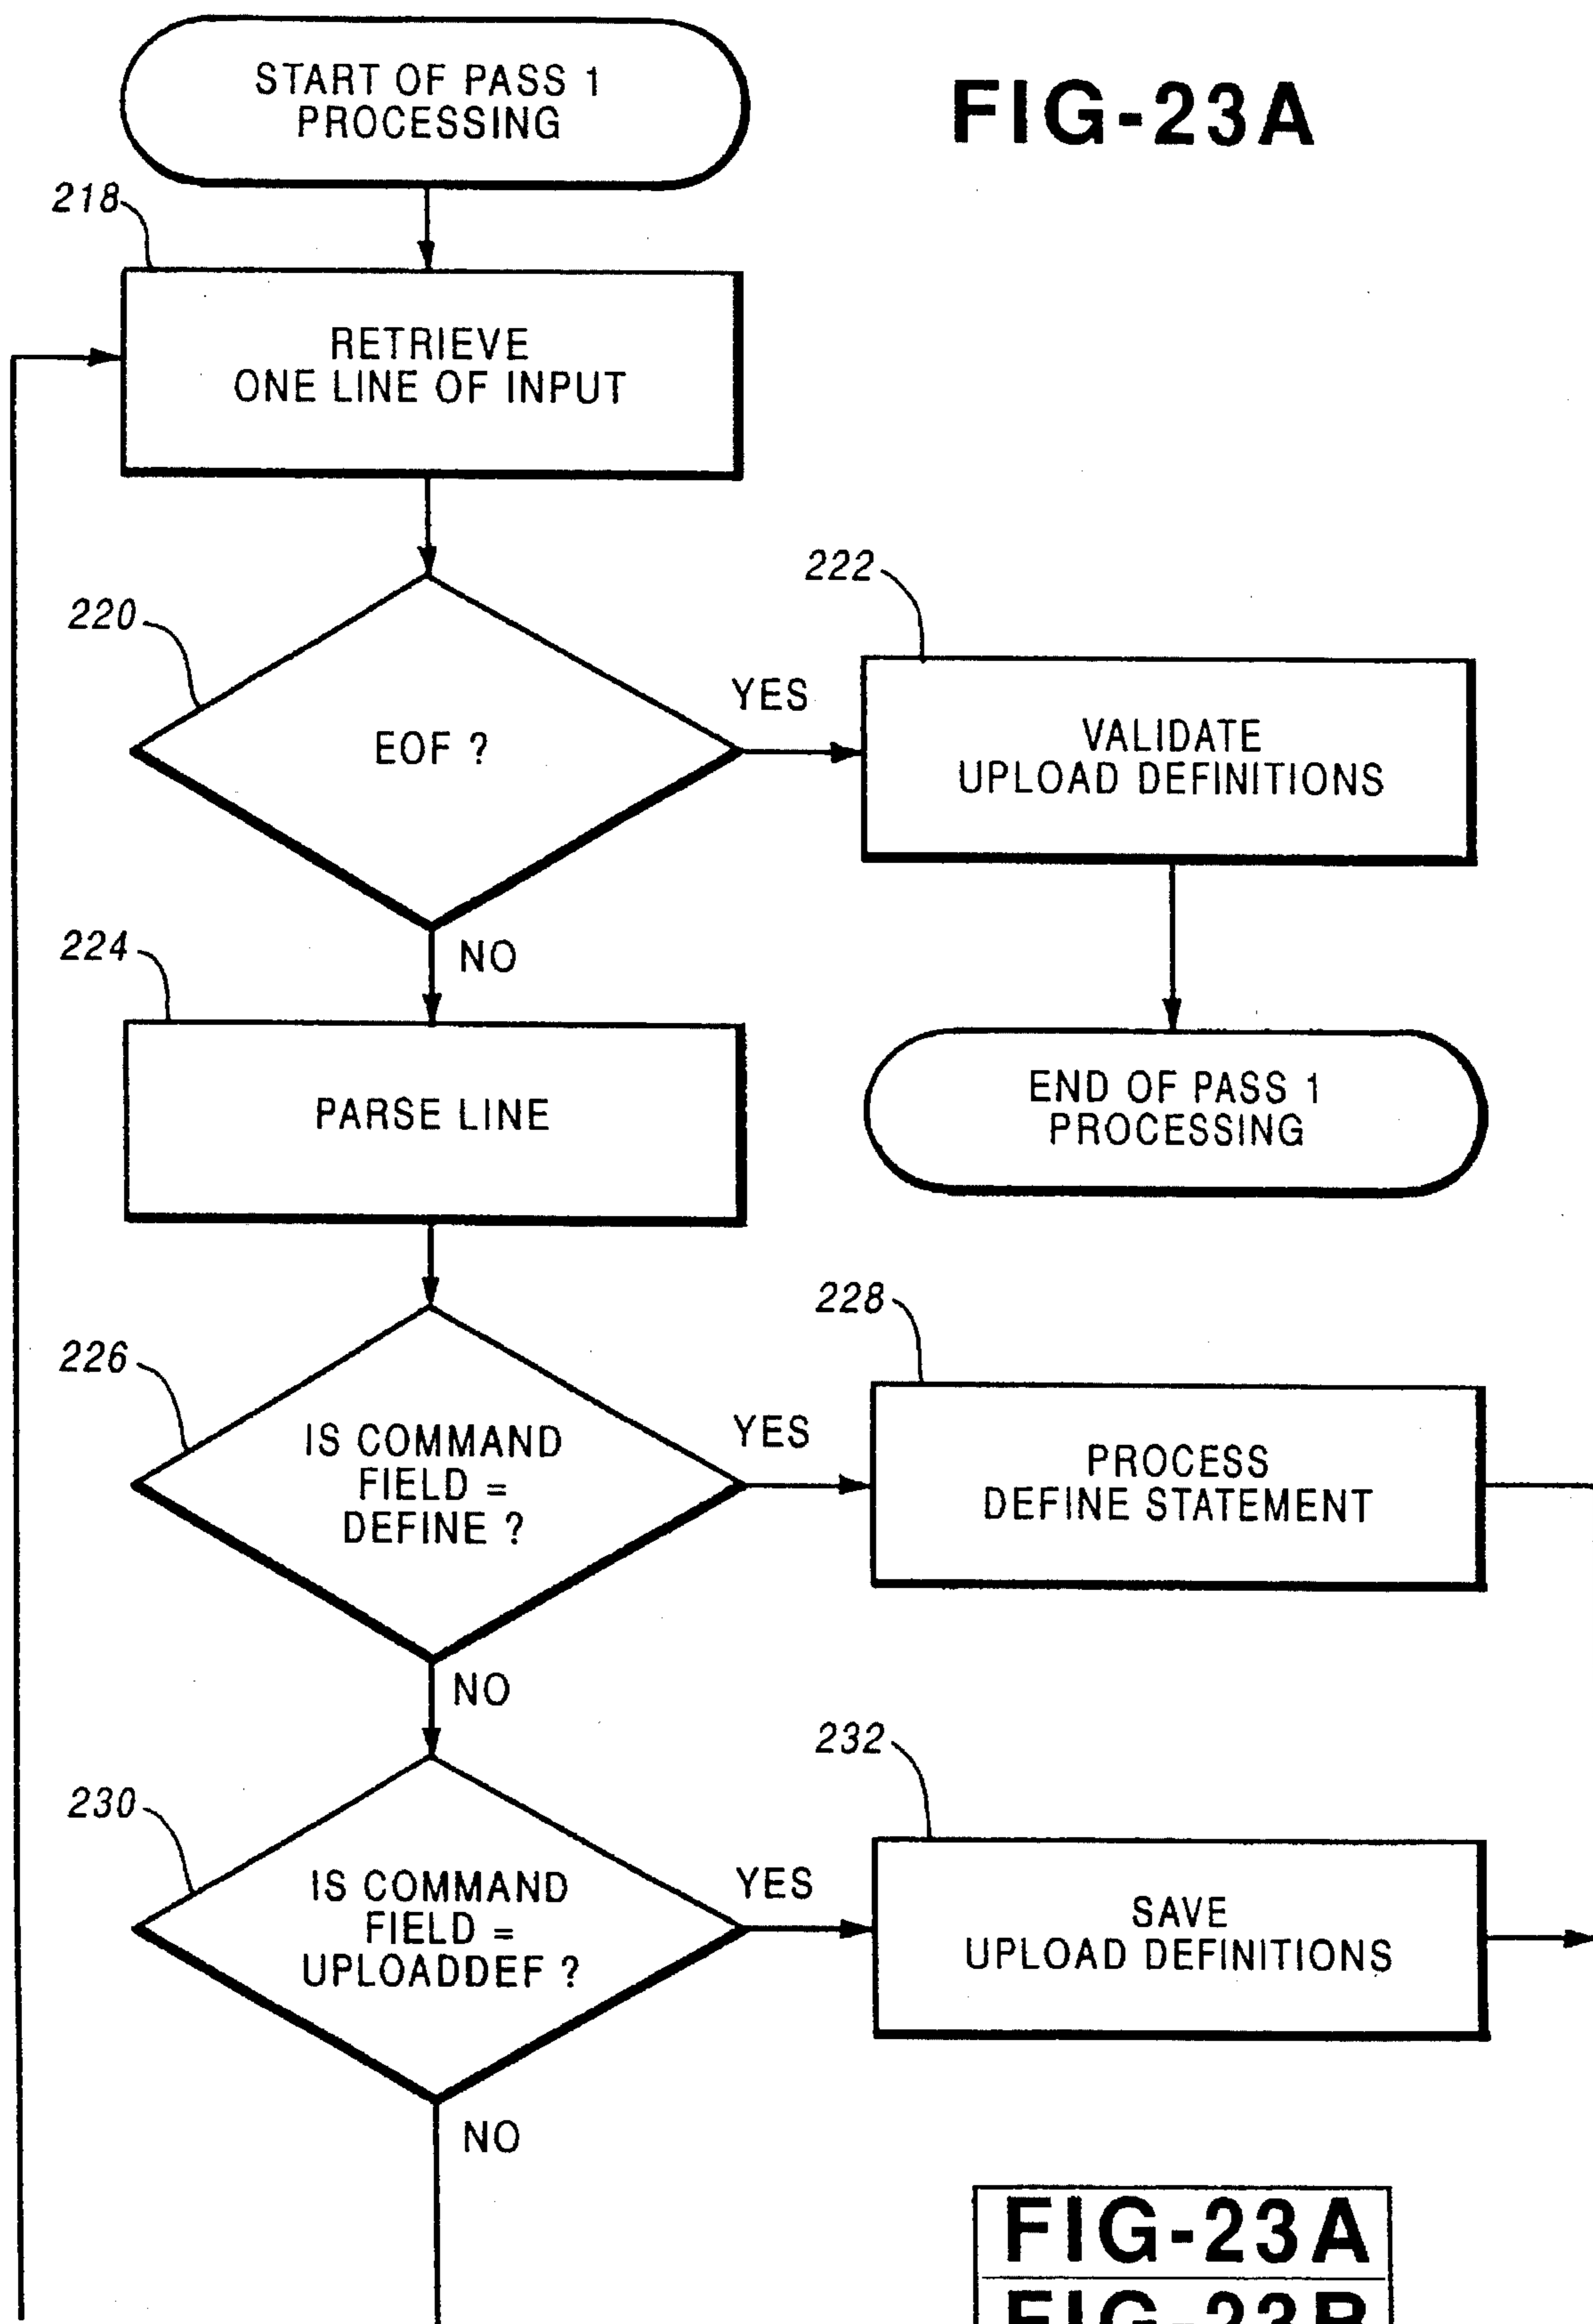 START OF PASS 1
PROCESSING
FIG-23A
218
RETRIEVE
ONE LINE OF INPUT
220
EOF ?
YES
222
VALIDATE
UPLOAD DEFINITIONS
NO
224
PARSE LINE
END OF PASS 1
PROCESSING
226
IS COMMAND
FIELD =
DEFINE ?
YES
228
PROCESS
DEFINE STATEMENT
NO
230
IS COMMAND
FIELD =
UPLOADDEF ?
YES
232
SAVE
UPLOAD DEFINITIONS
NO
FIG-23A
FIG-23B